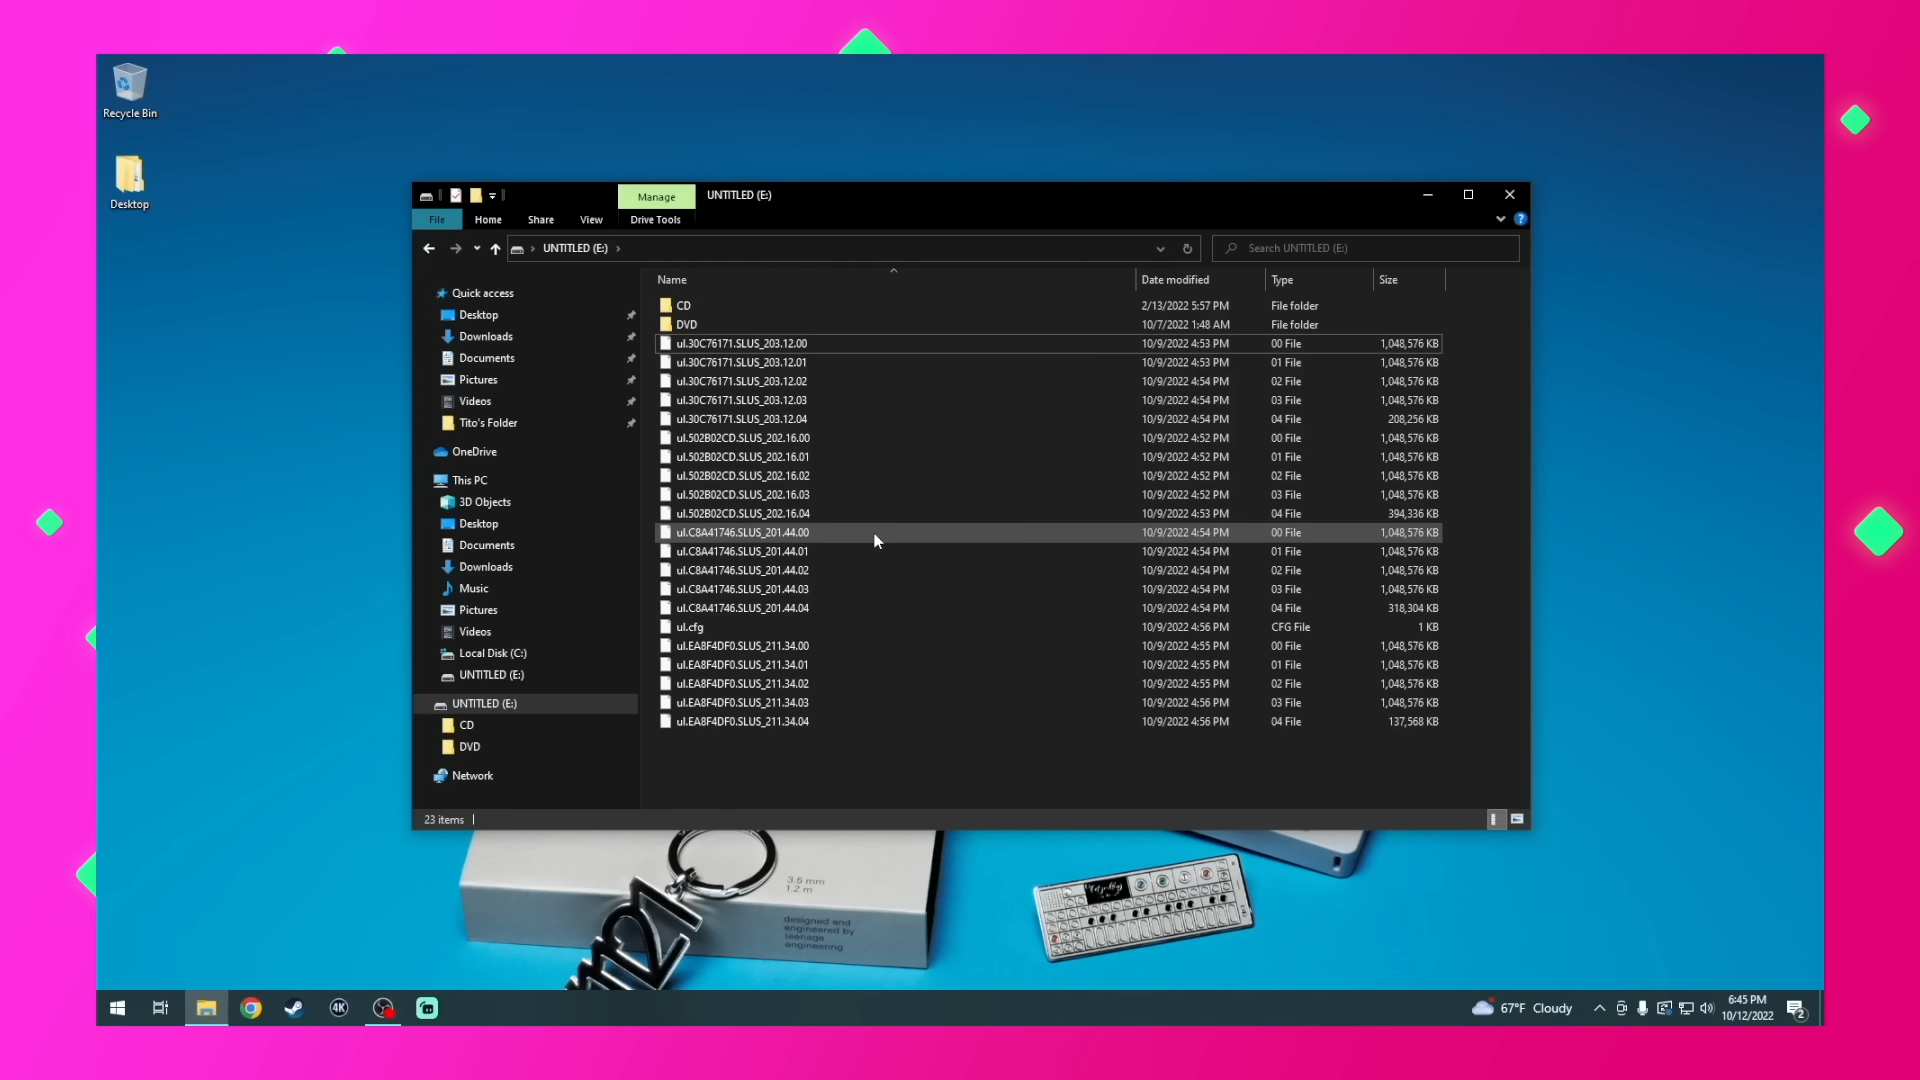 Recycle Bin
Desktop
Manage
UNTITLED (E:)
File
Home
Share
View
Drive Tools
UNTITLED (E:)
Search UNTITLED (E:)
Name
Date modified
Type
Size
Quick access
Desktop
Downloads
Documents
Pictures
Videos
Tito's Folder
OneDrive
This PC
3D Objects
Desktop
Documents
Downloads
Music
Pictures
Videos
Local Disk (C:)
UNTITLED (E:)
UNTITLED (E:)
CD
DVD
Network
CD 2/13/2022 5:57 PM File folder
DVD 10/7/2022 1:48 AM File folder
ul.30C76171.SLUS_203.12.00 10/9/2022 4:53 PM 00 File 1,048,576 KB
ul.30C76171.SLUS_203.12.01 10/9/2022 4:53 PM 01 File 1,048,576 KB
ul.30C76171.SLUS_203.12.02 10/9/2022 4:54 PM 02 File 1,048,576 KB
ul.30C76171.SLUS_203.12.03 10/9/2022 4:54 PM 03 File 1,048,576 KB
ul.30C76171.SLUS_203.12.04 10/9/2022 4:54 PM 04 File 208,256 KB
ul.502B02CD.SLUS_202.16.00 10/9/2022 4:52 PM 00 File 1,048,576 KB
ul.502B02CD.SLUS_202.16.01 10/9/2022 4:52 PM 01 File 1,048,576 KB
ul.502B02CD.SLUS_202.16.02 10/9/2022 4:52 PM 02 File 1,048,576 KB
ul.502B02CD.SLUS_202.16.03 10/9/2022 4:52 PM 03 File 1,048,576 KB
ul.502B02CD.SLUS_202.16.04 10/9/2022 4:53 PM 04 File 394,336 KB
ul.C8A41746.SLUS_201.44.00 10/9/2022 4:54 PM 00 File 1,048,576 KB
ul.C8A41746.SLUS_201.44.01 10/9/2022 4:54 PM 01 File 1,048,576 KB
ul.C8A41746.SLUS_201.44.02 10/9/2022 4:54 PM 02 File 1,048,576 KB
ul.C8A41746.SLUS_201.44.03 10/9/2022 4:54 PM 03 File 1,048,576 KB
ul.C8A41746.SLUS_201.44.04 10/9/2022 4:54 PM 04 File 318,304 KB
ul.cfg 10/9/2022 4:56 PM CFG File 1 KB
ul.EA8F4DF0.SLUS_211.34.00 10/9/2022 4:55 PM 00 File 1,048,576 KB
ul.EA8F4DF0.SLUS_211.34.01 10/9/2022 4:55 PM 01 File 1,048,576 KB
ul.EA8F4DF0.SLUS_211.34.02 10/9/2022 4:55 PM 02 File 1,048,576 KB
ul.EA8F4DF0.SLUS_211.34.03 10/9/2022 4:56 PM 03 File 1,048,576 KB
ul.EA8F4DF0.SLUS_211.34.04 10/9/2022 4:56 PM 04 File 137,568 KB
23 items
3.5 mm
1.2 m
designed and
engineered by
teenage
engineering
4K
67°F Cloudy
6:45 PM
10/12/2022
2